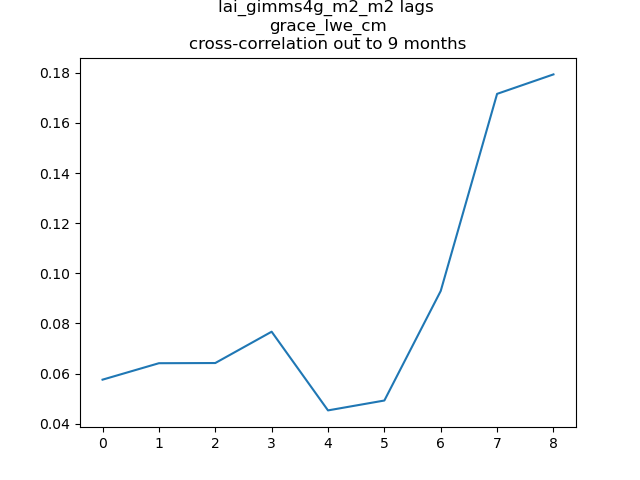 lai_gimms4g_m2_m2 lags
grace_lwe_cm
cross-correlation out to 9 months
0.18
0.16
0.14
0.12
0.10
0.08
0.06
0.04
0 1 2 3 4 5 6 7 8